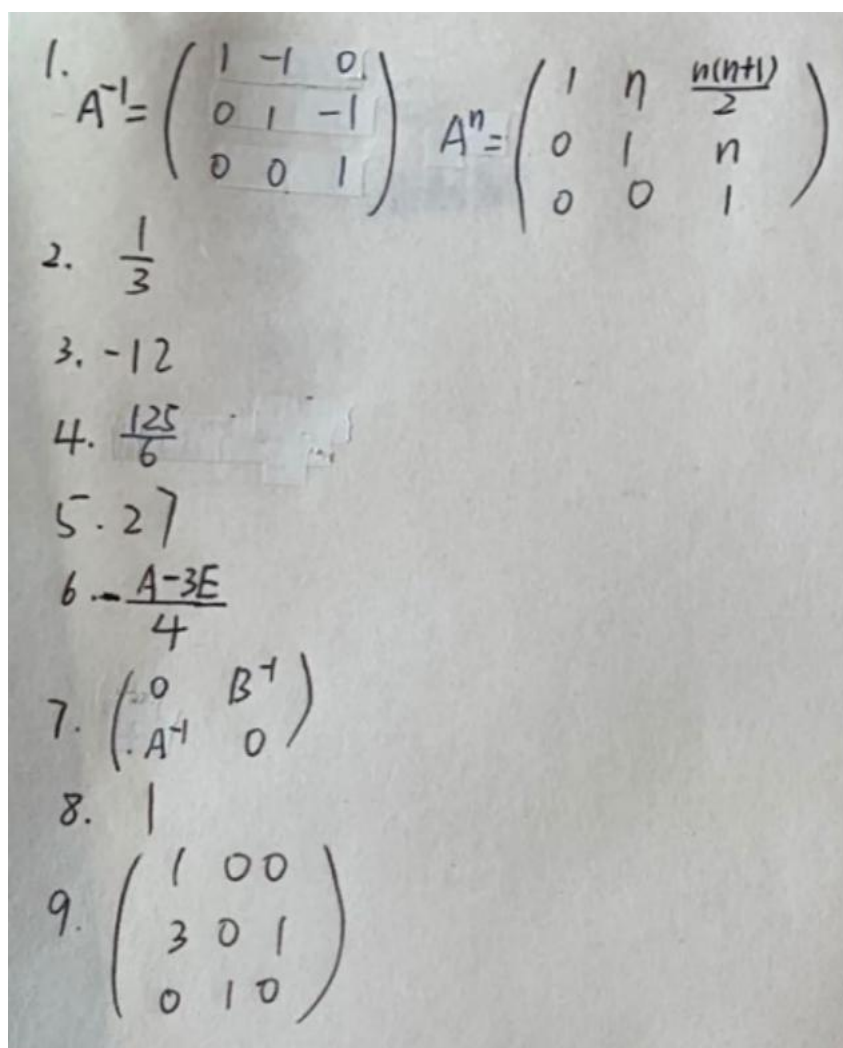 1.
A⁻¹= ( 1 -1 0
0 1 -1
0 0 1 ) Aⁿ= ( 1 n n(n+1)/2
0 1 n
0 0 1 )
2. 1/3
3. -12
4. 125/6
5. 27
6. - A-3E/4
7. ( 0 B⁻¹
A⁻¹ 0 )
8. 1
9. ( 1 0 0
3 0 1
0 1 0 )